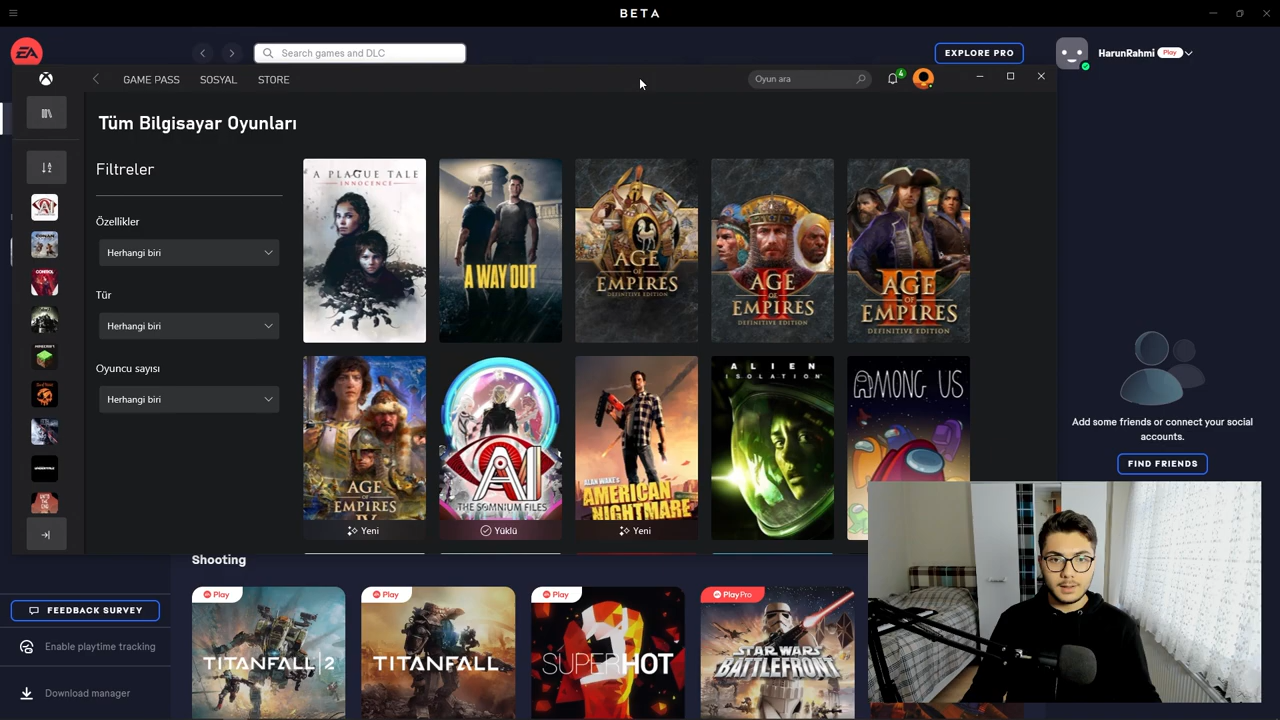 BETA
EA
Search games and DLC
EXPLORE PRO
HarunRahmi
Play
GAME PASS
SOSYAL
STORE
Oyun ara
4
Tüm Bilgisayar Oyunları
Filtreler
Özellikler
Herhangi biri
Tür
Herhangi biri
Oyuncu sayısı
Herhangi biri
A PLAGUE TALE
INNOCENCE
A WAY OUT
AGE
OF
EMPIRES
DEFINITIVE EDITION
AGE
OF
EMPIRES
DEFINITIVE EDITION
AGE
OF
EMPIRES
DEFINITIVE EDITION
AGE
OF
EMPIRES
IV
Yeni
AI
THE SOMNIUM FILES
Yüklü
ALAN WAKE'S
AMERICAN
NIGHTMARE
Yeni
ALIEN
ISOLATION
AMONG US
Add some friends or connect your social
accounts.
FIND FRIENDS
Shooting
FEEDBACK SURVEY
Enable playtime tracking
Download manager
Play
TITANFALL 2
Play
TITANFALL
Play
SUPERHOT
Play Pro
STAR WARS
BATTLEFRONT